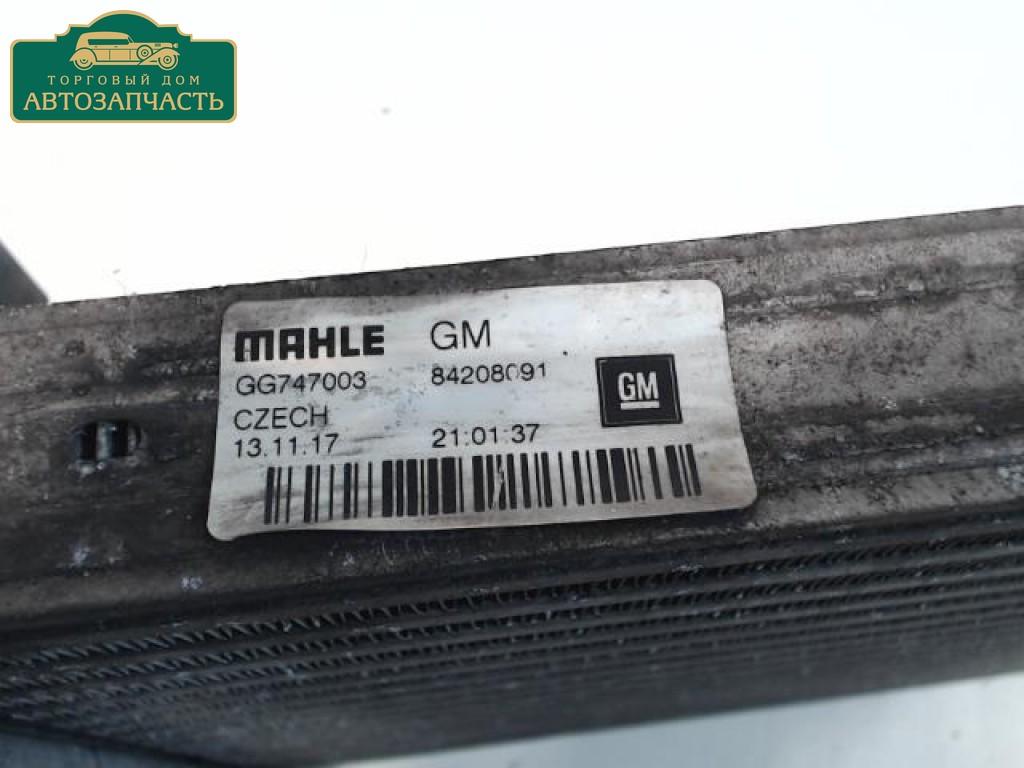 ТОРГОВЫЙ ДОМ
АВТОЗАПЧАСТЬ
MAHLE GM
GG747003 84208091
CZECH
GM
13.11.17 21:01:37